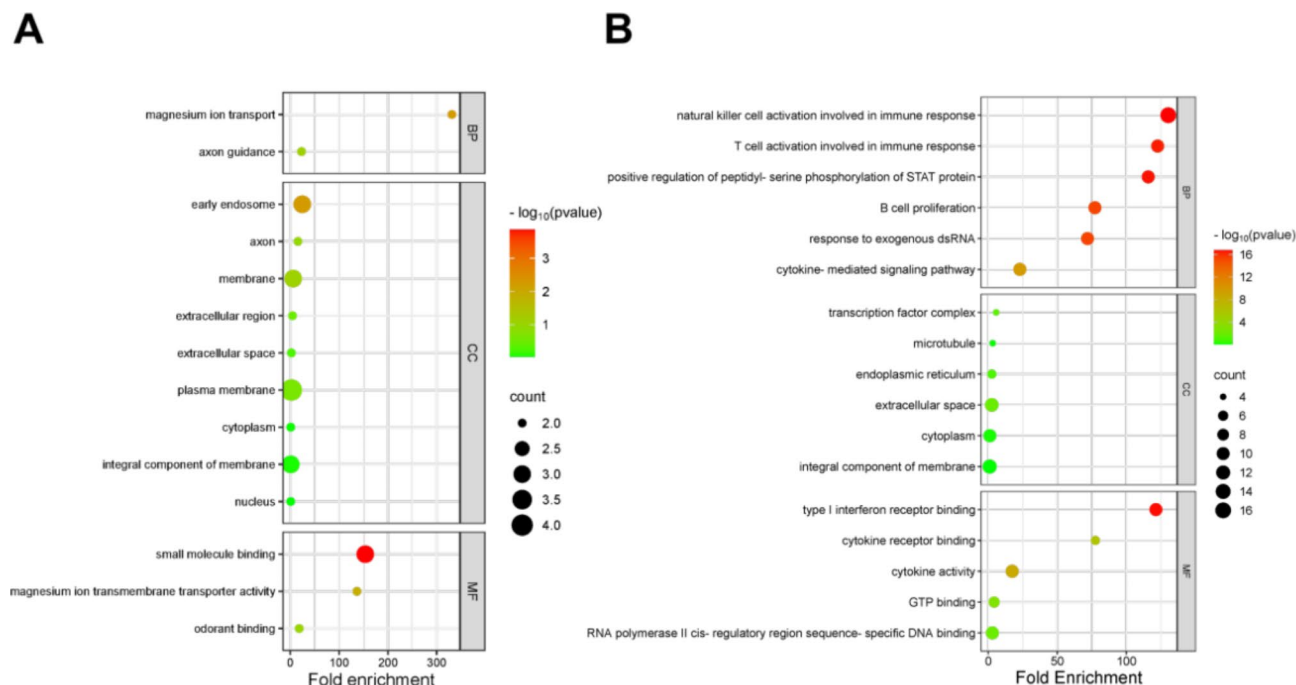 A
magnesium ion transport
axon guidance
BP
early endosome
axon
membrane
extracellular region
extracellular space
plasma membrane
cytoplasm
integral component of membrane
nucleus
CC
small molecule binding
magnesium ion transmembrane transporter activity
odorant binding
MF
0 100 200 300
Fold enrichment
- log10(pvalue)
3
2
1
count
2.0
2.5
3.0
3.5
4.0
B
natural killer cell activation involved in immune response
T cell activation involved in immune response
positive regulation of peptidyl- serine phosphorylation of STAT protein
B cell proliferation
response to exogenous dsRNA
cytokine- mediated signaling pathway
BP
transcription factor complex
microtubule
endoplasmic reticulum
extracellular space
cytoplasm
integral component of membrane
CC
type I interferon receptor binding
cytokine receptor binding
cytokine activity
GTP binding
RNA polymerase II cis- regulatory region sequence- specific DNA binding
MF
0 50 100
Fold Enrichment
- log10(pvalue)
16
12
8
4
count
4
6
8
10
12
14
16